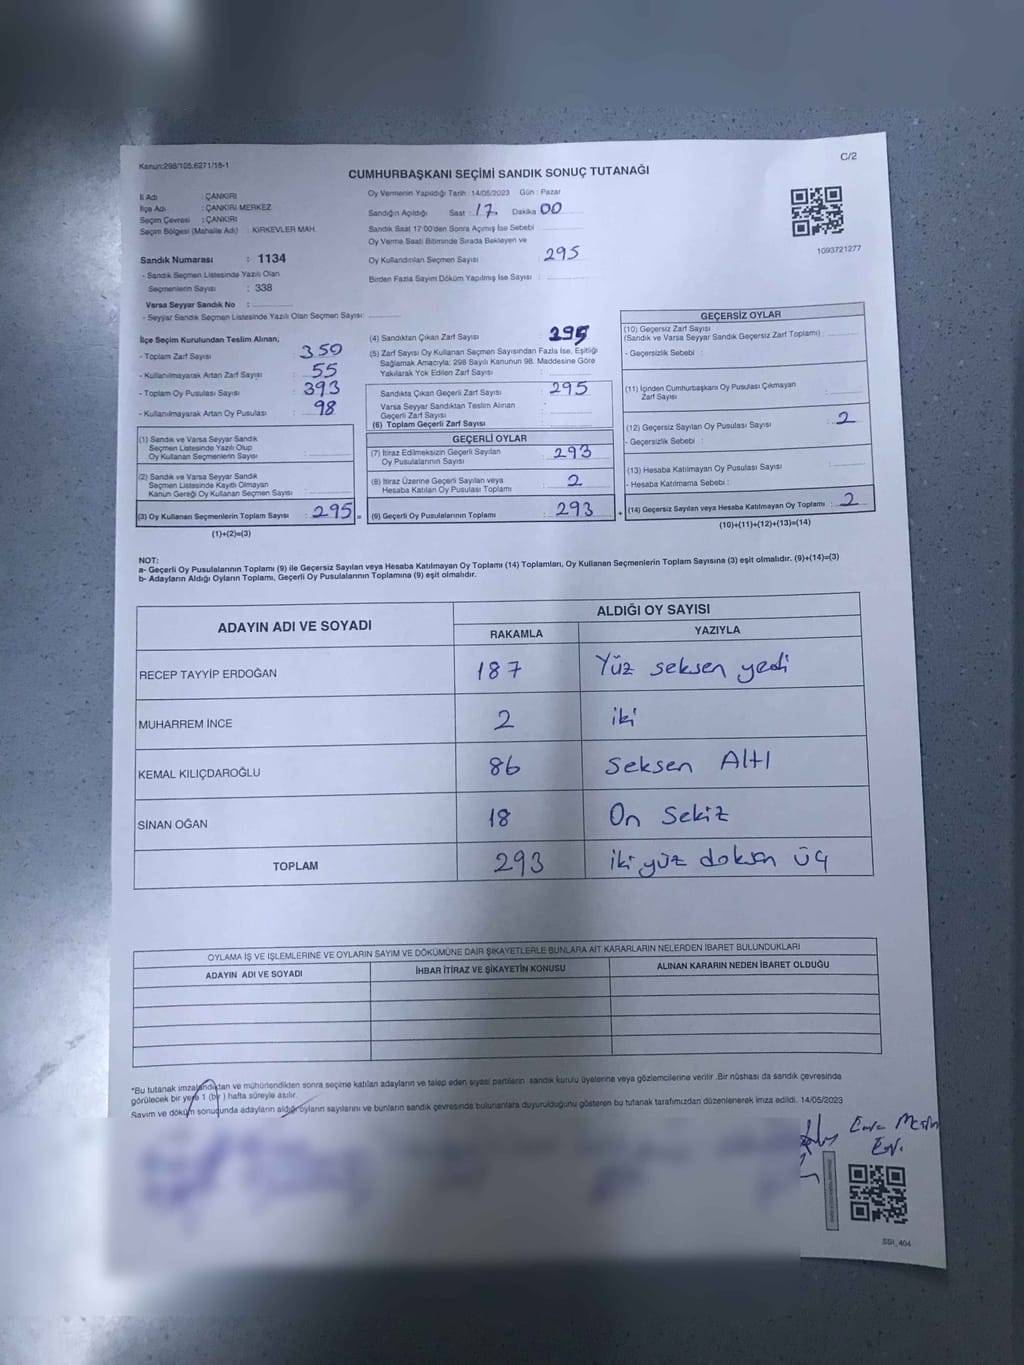 Kanun:298/105;6271/18-1
C/2
CUMHURBAŞKANI SEÇİMİ SANDIK SONUÇ TUTANAĞI
İl Adı : ÇANKIRI
İlçe Adı : ÇANKIRI MERKEZ
Seçim Çevresi : ÇANKIRI
Seçim Bölgesi (Mahalle Adı) : KIRKEVLER MAH.
Sandık Numarası : 1134
- Sandık Seçmen Listesinde Yazılı Olan
Seçmenlerin Sayısı : 338
Varsa Seyyar Sandık No :
- Seyyar Sandık Seçmen Listesinde Yazılı Olan Seçmen Sayısı:
Oy Vermenin Yapıldığı Tarih : 14/05/2023 Gün : Pazar
Sandığın Açıldığı Saat : 17 Dakika 00
Sandık Saat 17:00'den Sonra Açımış İse Sebebi :
Oy Verme Saati Bitiminde Sırada Bekleyen ve
Oy Kullandırılan Seçmen Sayısı : 295
Birden Fazla Sayım Döküm Yapılmış İse Sayısı :
1093721277
İlçe Seçim Kurulundan Teslim Alınan,
- Toplam Zarf Sayısı : 350
- Kullanılmayarak Artan Zarf Sayısı : 55
- Toplam Oy Pusulası Sayısı : 393
- Kullanılmayarak Artan Oy Pusulası : 98
(1) Sandık ve Varsa Seyyar Sandık
Seçmen Listesinde Yazılı Olup
Oy Kullanan Seçmenlerin Sayısı :
(2) Sandık ve Varsa Seyyar Sandık
Seçmen Listesinde Kayıtlı Olmayan
Kanun Gereği Oy Kullanan Seçmen Sayısı :
(3) Oy Kullanan Seçmenlerin Toplam Sayısı : 295 =
(1)+(2)=(3)
(4) Sandıktan Çıkan Zarf Sayısı : 295
(5) Zarf Sayısı Oy Kullanan Seçmen Sayısından Fazla İse, Eşitliği
Sağlamak Amacıyla; 298 Sayılı Kanunun 98. Maddesine Göre
Yakılarak Yok Edilen Zarf Sayısı :
Sandıkta Çıkan Geçerli Zarf Sayısı : 295
Varsa Seyyar Sandıktan Teslim Alınan
Geçerli Zarf Sayısı :
(6) Toplam Geçerli Zarf Sayısı :
GEÇERLİ OYLAR
(7) İtiraz Edilmeksizin Geçerli Sayılan
Oy Pusulalarının Sayısı : 293
(8) İtiraz Üzerine Geçerli Sayılan veya
Hesaba Katılan Oy Pusulası Toplamı : 2
(9) Geçerli Oy Pusulalarının Toplamı : 293 +
GEÇERSİZ OYLAR
(10) Geçersiz Zarf Sayısı
(Sandık ve Varsa Seyyar Sandık Geçersiz Zarf Toplamı) :
- Geçersizlik Sebebi :
(11) İçinden Cumhurbaşkanı Oy Pusulası Çıkmayan
Zarf Sayısı :
(12) Geçersiz Sayılan Oy Pusulası Sayısı : 2
- Geçersizlik Sebebi :
(13) Hesaba Katılmayan Oy Pusulası Sayısı :
- Hesaba Katılmama Sebebi :
(14) Geçersiz Sayılan veya Hesaba Katılmayan Oy Toplamı : 2
(10)+(11)+(12)+(13)=(14)
NOT:
a- Geçerli Oy Pusulalarının Toplamı (9) ile Geçersiz Sayılan veya Hesaba Katılmayan Oy Toplamı (14) Toplamları, Oy Kullanan Seçmenlerin Toplam Sayısına (3) eşit olmalıdır. (9)+(14)=(3)
b- Adayların Aldığı Oyların Toplamı, Geçerli Oy Pusulalarının Toplamına (9) eşit olmalıdır.
ADAYIN ADI VE SOYADI
ALDIĞI OY SAYISI
RAKAMLA YAZIYLA
RECEP TAYYİP ERDOĞAN 187 Yüz seksen yedi
MUHARREM İNCE 2 iki
KEMAL KILIÇDAROĞLU 86 Seksen Altı
SİNAN OĞAN 18 On Sekiz
TOPLAM 293 iki yüz doksan üç
OYLAMA İŞ VE İŞLEMLERİNE VE OYLARIN SAYIM VE DÖKÜMÜNE DAİR ŞİKAYETLERLE BUNLARA AİT KARARLARIN NELERDEN İBARET BULUNDUKLARI
ADAYIN ADI VE SOYADI İHBAR İTİRAZ VE ŞİKAYETİN KONUSU ALINAN KARARIN NEDEN İBARET OLDUĞU
*Bu tutanak imzalandıktan ve mühürlendikten sonra seçime katılan adayların ve talep eden siyasi partilerin sandık kurulu üyelerine veya gözlemcilerine verilir .Bir nüshası da sandık çevresinde
görülecek bir yere 1 (bir ) hafta süreyle asılır.
Sayım ve döküm sonucunda adayların aldığı oyların sayılarını ve bunların sandık çevresinde bulunanlara duyurulduğunu gösteren bu tutanak tarafımızdan düzenlenerek imza edildi. 14/05/2023